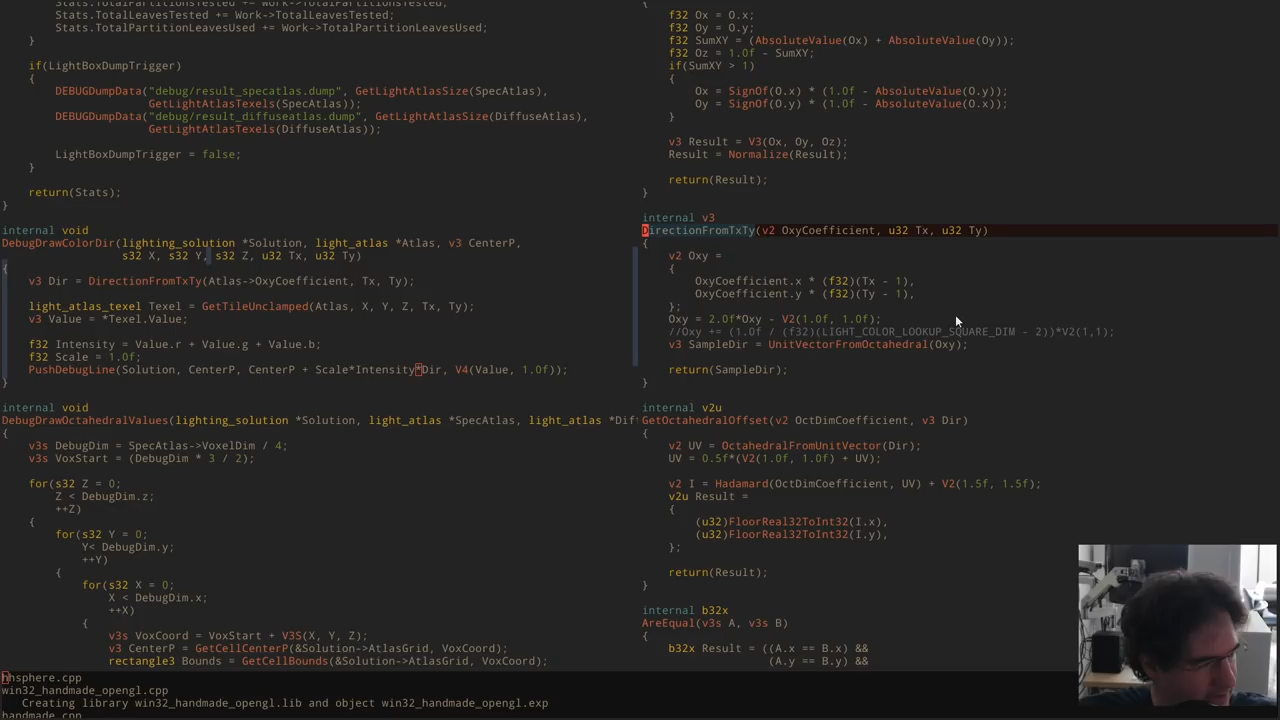 Stats.TotalLeavesTested += Work->TotalLeavesTested;
Stats.TotalPartitionLeavesUsed += Work->TotalPartitionLeavesUsed;
}
if(LightBoxDumpTrigger)
{
DEBUGDumpData("debug/result_specatlas.dump", GetLightAtlasSize(SpecAtlas),
GetLightAtlasTexels(SpecAtlas));
DEBUGDumpData("debug/result_diffuseatlas.dump", GetLightAtlasSize(DiffuseAtlas),
GetLightAtlasTexels(DiffuseAtlas));
LightBoxDumpTrigger = false;
}
return(Stats);
}
internal void
DebugDrawColorDir(lighting_solution *Solution, light_atlas *Atlas, v3 CenterP,
s32 X, s32 Y, s32 Z, u32 Tx, u32 Ty)
{
v3 Dir = DirectionFromTxTy(Atlas->OxyCoefficient, Tx, Ty);
light_atlas_texel Texel = GetTileUnclamped(Atlas, X, Y, Z, Tx, Ty);
v3 Value = *Texel.Value;
f32 Intensity = Value.r + Value.g + Value.b;
f32 Scale = 1.0f;
PushDebugLine(Solution, CenterP, CenterP + Scale*Intensity*Dir, V4(Value, 1.0f));
}
internal void
DebugDrawOctahedralValues(lighting_solution *Solution, light_atlas *SpecAtlas, light_atlas *Dif
{
v3s DebugDim = SpecAtlas->VoxelDim / 4;
v3s VoxStart = (DebugDim * 3 / 2);
for(s32 Z = 0;
Z < DebugDim.z;
++Z)
{
for(s32 Y = 0;
Y< DebugDim.y;
++Y)
{
for(s32 X = 0;
X < DebugDim.x;
++X)
{
v3s VoxCoord = VoxStart + V3S(X, Y, Z);
v3 CenterP = GetCellCenterP(&Solution->AtlasGrid, VoxCoord);
rectangle3 Bounds = GetCellBounds(&Solution->AtlasGrid, VoxCoord);
{
f32 Ox = O.x;
f32 Oy = O.y;
f32 SumXY = (AbsoluteValue(Ox) + AbsoluteValue(Oy));
f32 Oz = 1.0f - SumXY;
if(SumXY > 1)
{
Ox = SignOf(O.x) * (1.0f - AbsoluteValue(O.y));
Oy = SignOf(O.y) * (1.0f - AbsoluteValue(O.x));
}
v3 Result = V3(Ox, Oy, Oz);
Result = Normalize(Result);
return(Result);
}
internal v3
DirectionFromTxTy(v2 OxyCoefficient, u32 Tx, u32 Ty)
{
v2 Oxy =
{
OxyCoefficient.x * (f32)(Tx - 1),
OxyCoefficient.y * (f32)(Ty - 1),
};
Oxy = 2.0f*Oxy - V2(1.0f, 1.0f);
//Oxy += (1.0f / (f32)(LIGHT_COLOR_LOOKUP_SQUARE_DIM - 2))*V2(1,1);
v3 SampleDir = UnitVectorFromOctahedral(Oxy);
return(SampleDir);
}
internal v2u
GetOctahedralOffset(v2 OctDimCoefficient, v3 Dir)
{
v2 UV = OctahedralFromUnitVector(Dir);
UV = 0.5f*(V2(1.0f, 1.0f) + UV);
v2 I = Hadamard(OctDimCoefficient, UV) + V2(1.5f, 1.5f);
v2u Result =
{
(u32)FloorReal32ToInt32(I.x),
(u32)FloorReal32ToInt32(I.y),
};
return(Result);
}
internal b32x
AreEqual(v3s A, v3s B)
{
b32x Result = ((A.x == B.x) &&
(A.y == B.y) &&
hhsphere.cpp
win32_handmade_opengl.cpp
Creating library win32_handmade_opengl.lib and object win32_handmade_opengl.exp
handmade.cpp